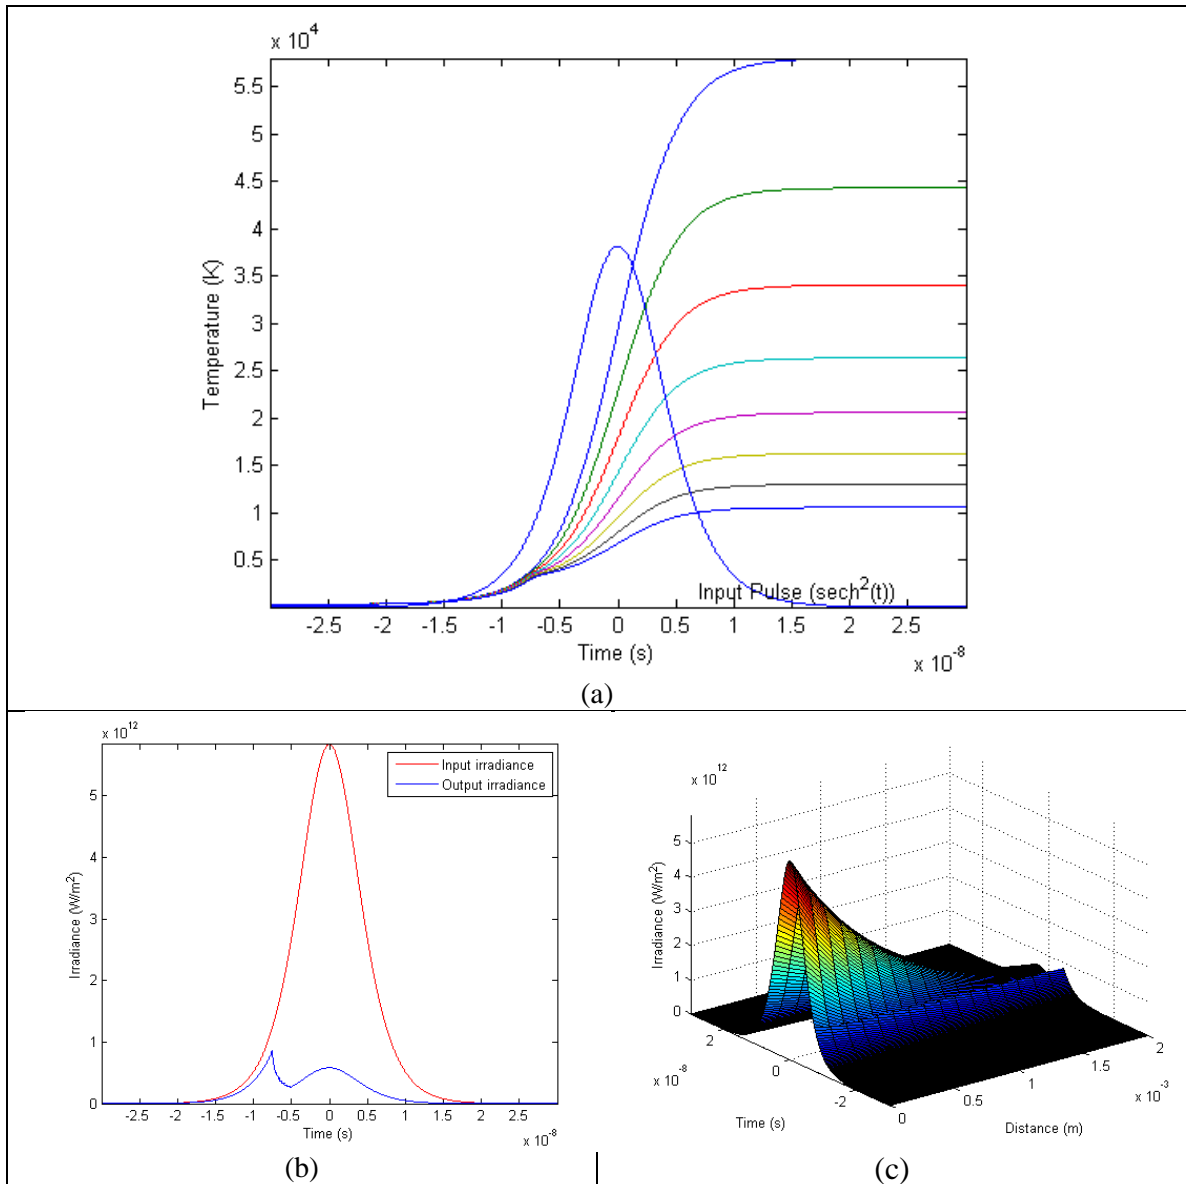 x 10^4
5.5
5
4.5
4
3.5
3
2.5
2
1.5
1
0.5
Temperature (K)
Input Pulse (sech^2(t))
-2.5 -2 -1.5 -1 -0.5 0 0.5 1 1.5 2 2.5
Time (s)
x 10^-8
(a)
x 10^12
5
4
3
2
1
0
Irradiance (W/m^2)
Input irradiance
Output irradiance
-2.5 -2 -1.5 -1 -0.5 0 0.5 1 1.5 2 2.5
Time (s)
x 10^-8
(b)
x 10^12
5
4
3
2
1
0
Irradiance (W/m^2)
2
0
-2
x 10^-8
Time (s)
0
0.5
1
1.5
2
x 10^-3
Distance (m)
(c)